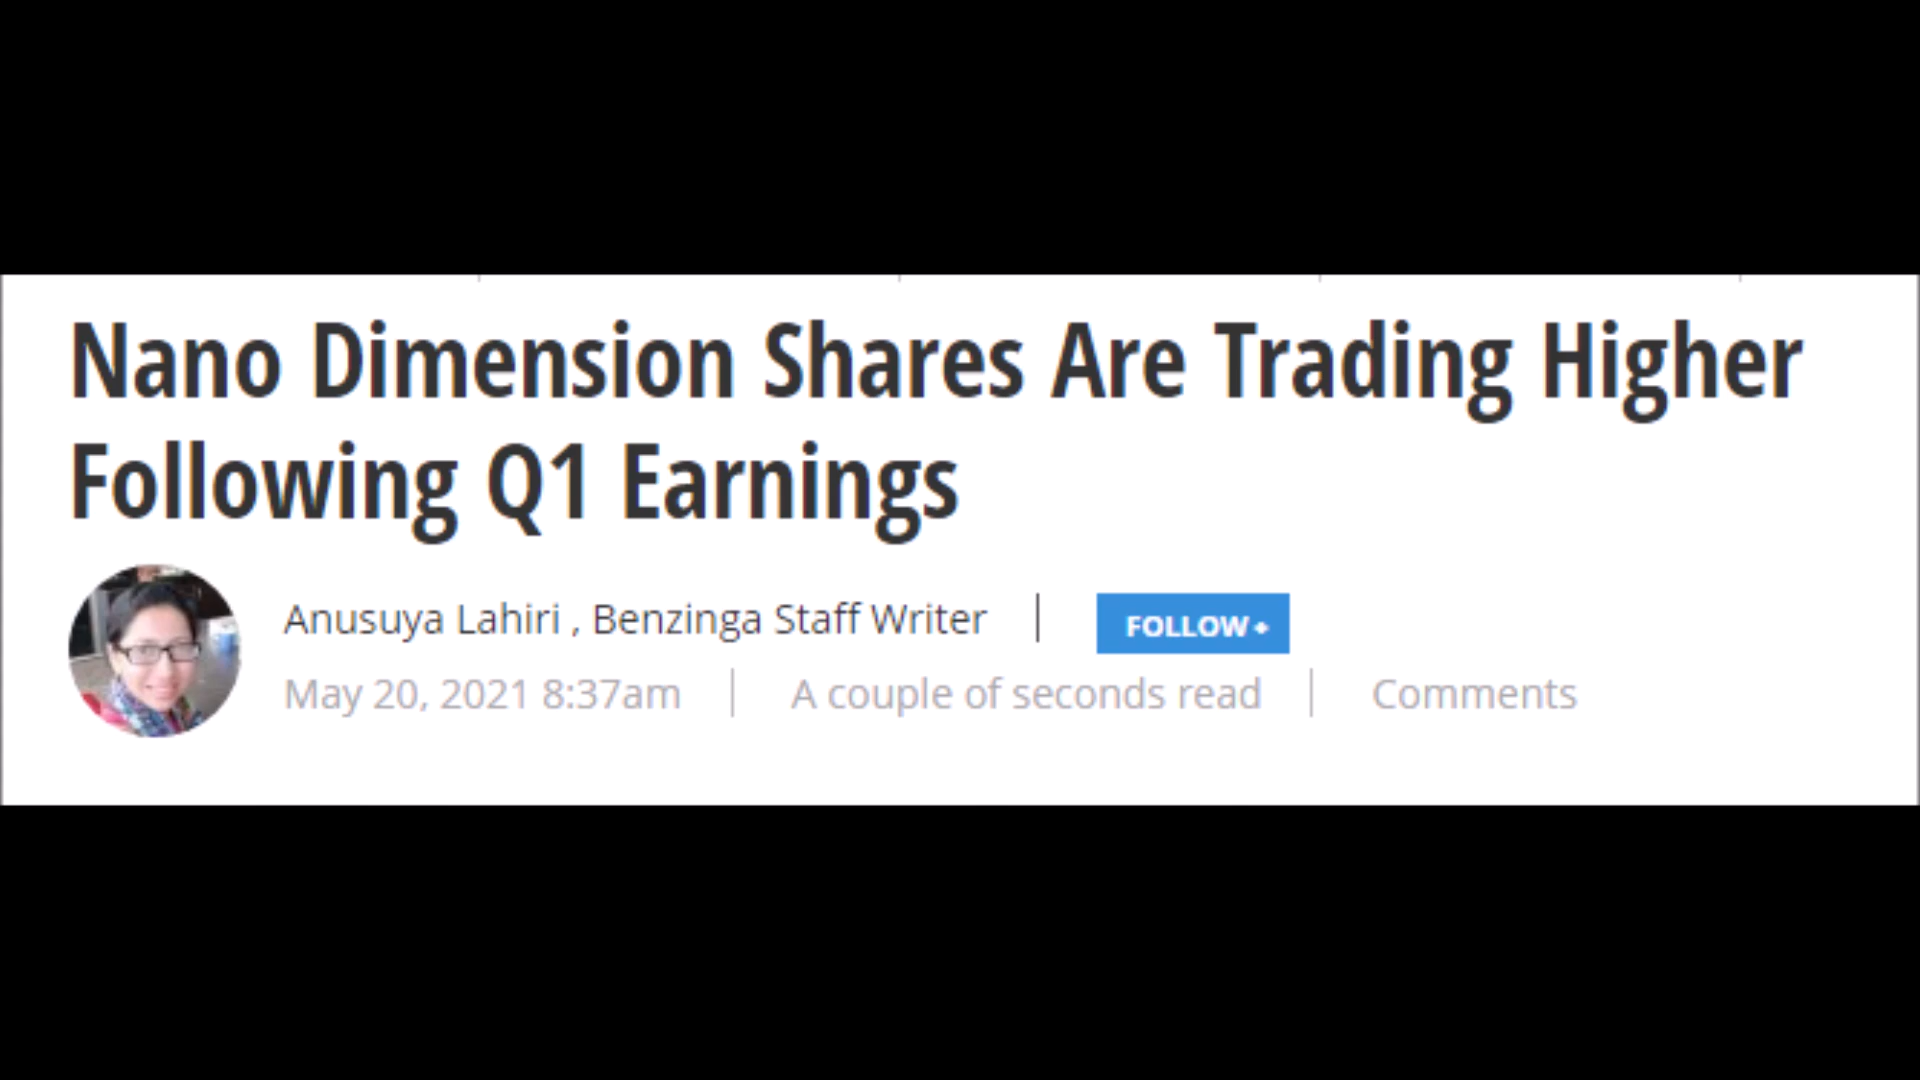 Nano Dimension Shares Are Trading Higher
Following Q1 Earnings
Anusuya Lahiri , Benzinga Staff Writer | FOLLOW+
May 20, 2021 8:37am | A couple of seconds read | Comments